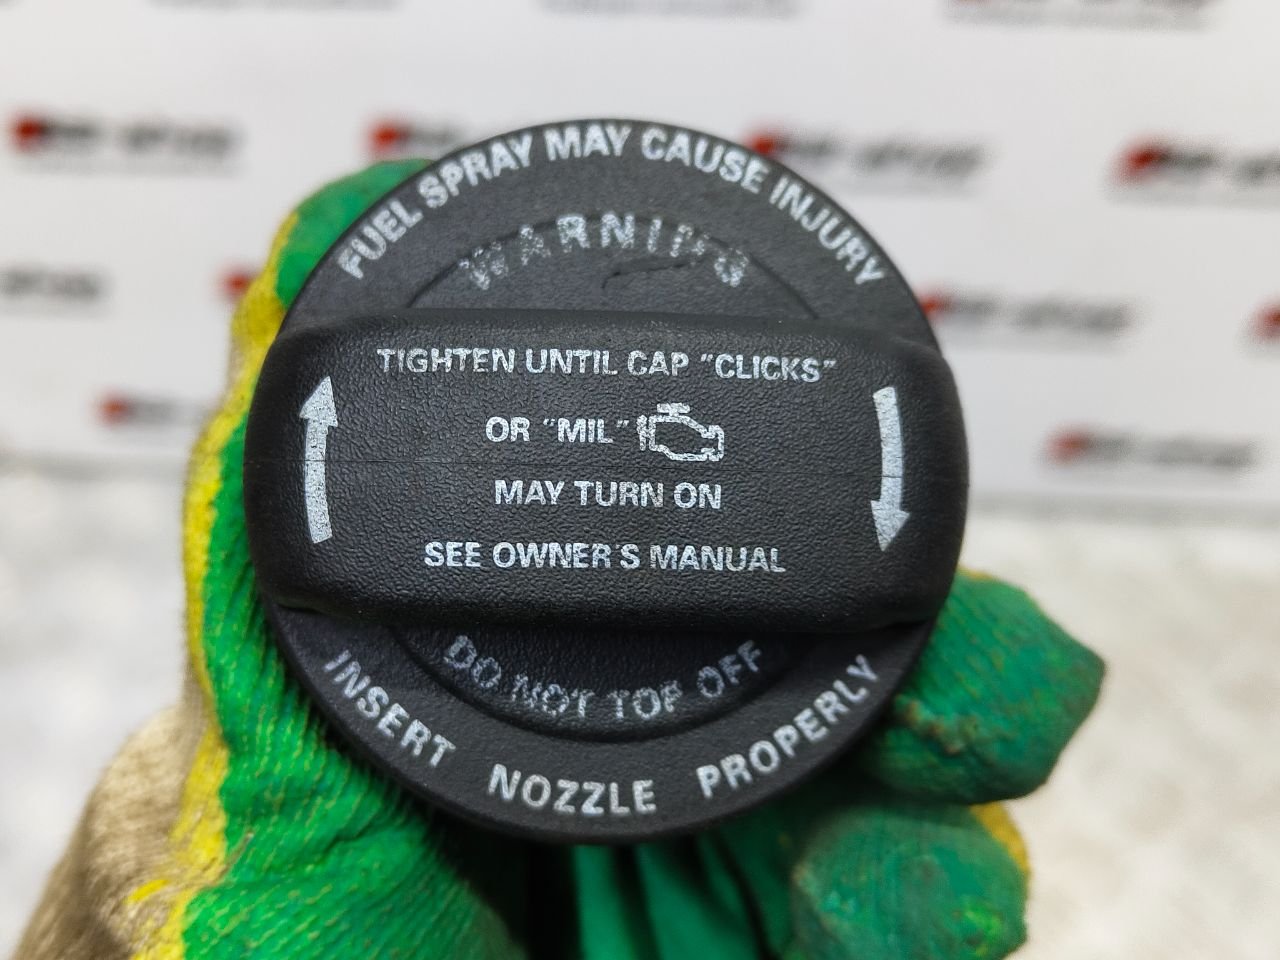 FUEL SPRAY MAY CAUSE INJURY
WARNING
TIGHTEN UNTIL CAP "CLICKS"
OR "MIL"
MAY TURN ON
SEE OWNER'S MANUAL
DO NOT TOP OFF
INSERT NOZZLE PROPERLY